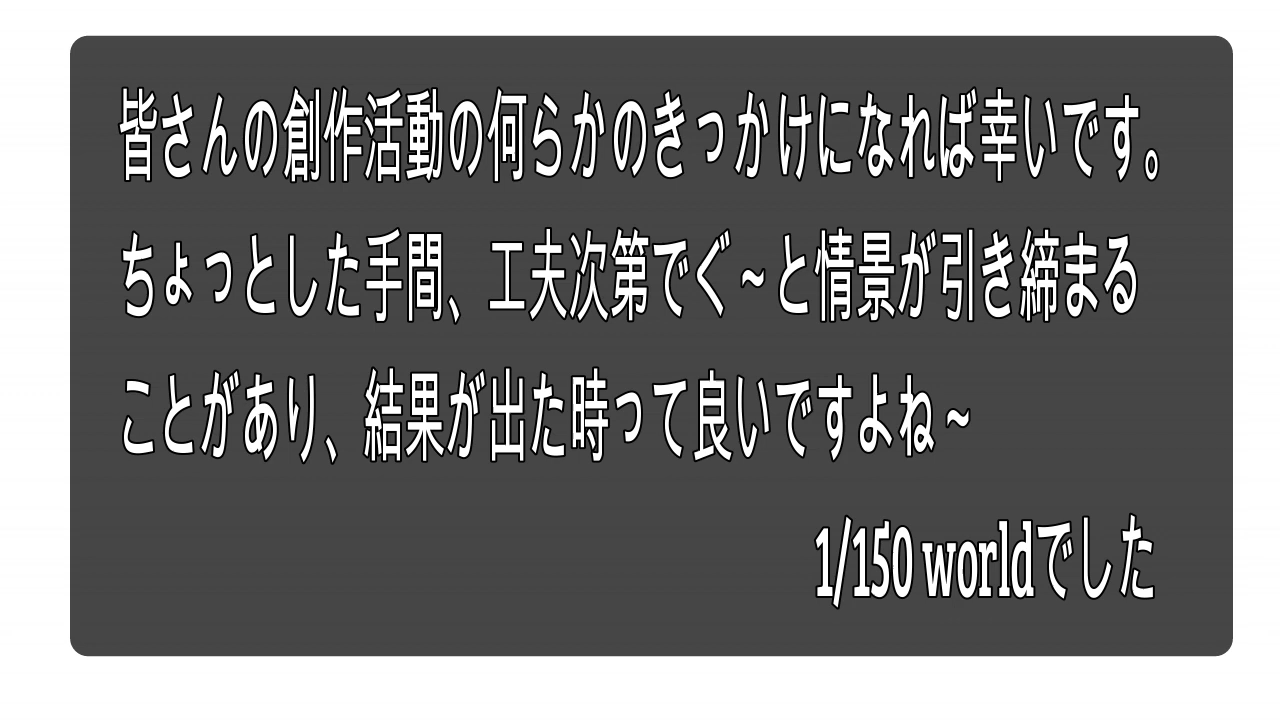 皆さんの創作活動の何らかのきっかけになれば幸いです。
ちょっとした手間、工夫次第でぐ~と情景が引き締まる
ことがあり、結果が出た時って良いですよね~
1/150 worldでした